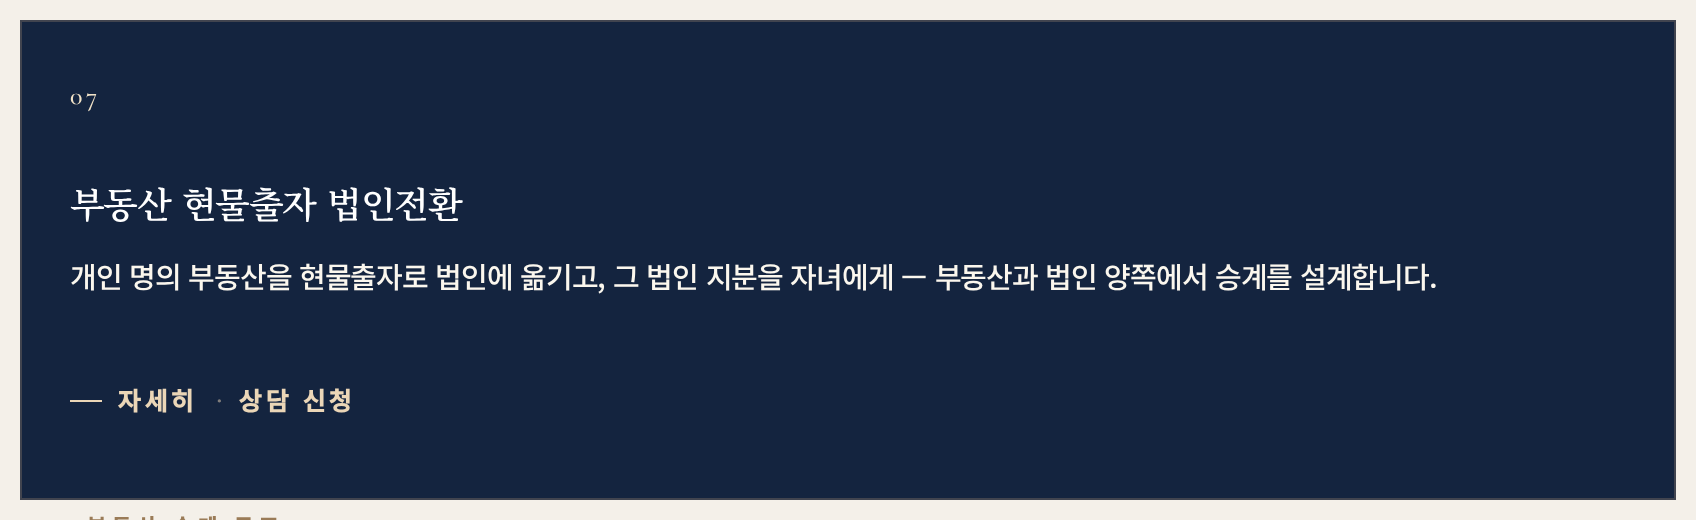 07
부동산 현물출자 법인전환
개인 명의 부동산을 현물출자로 법인에 옮기고, 그 법인 지분을 자녀에게 — 부동산과 법인 양쪽에서 승계를 설계합니다.
— 자세히 · 상담 신청